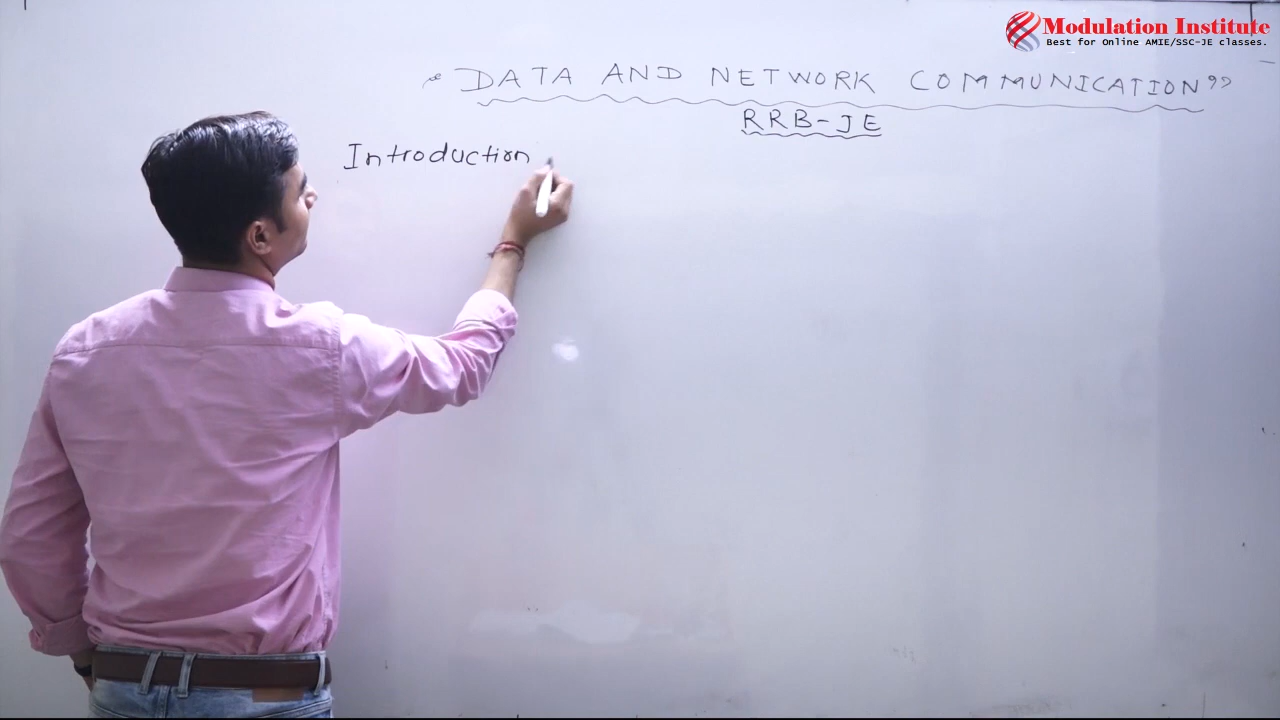 Modulation Institute
Best for Online AMIE/SSC-JE classes.
"DATA AND NETWORK COMMUNICATION"
RRB-JE
Introduction